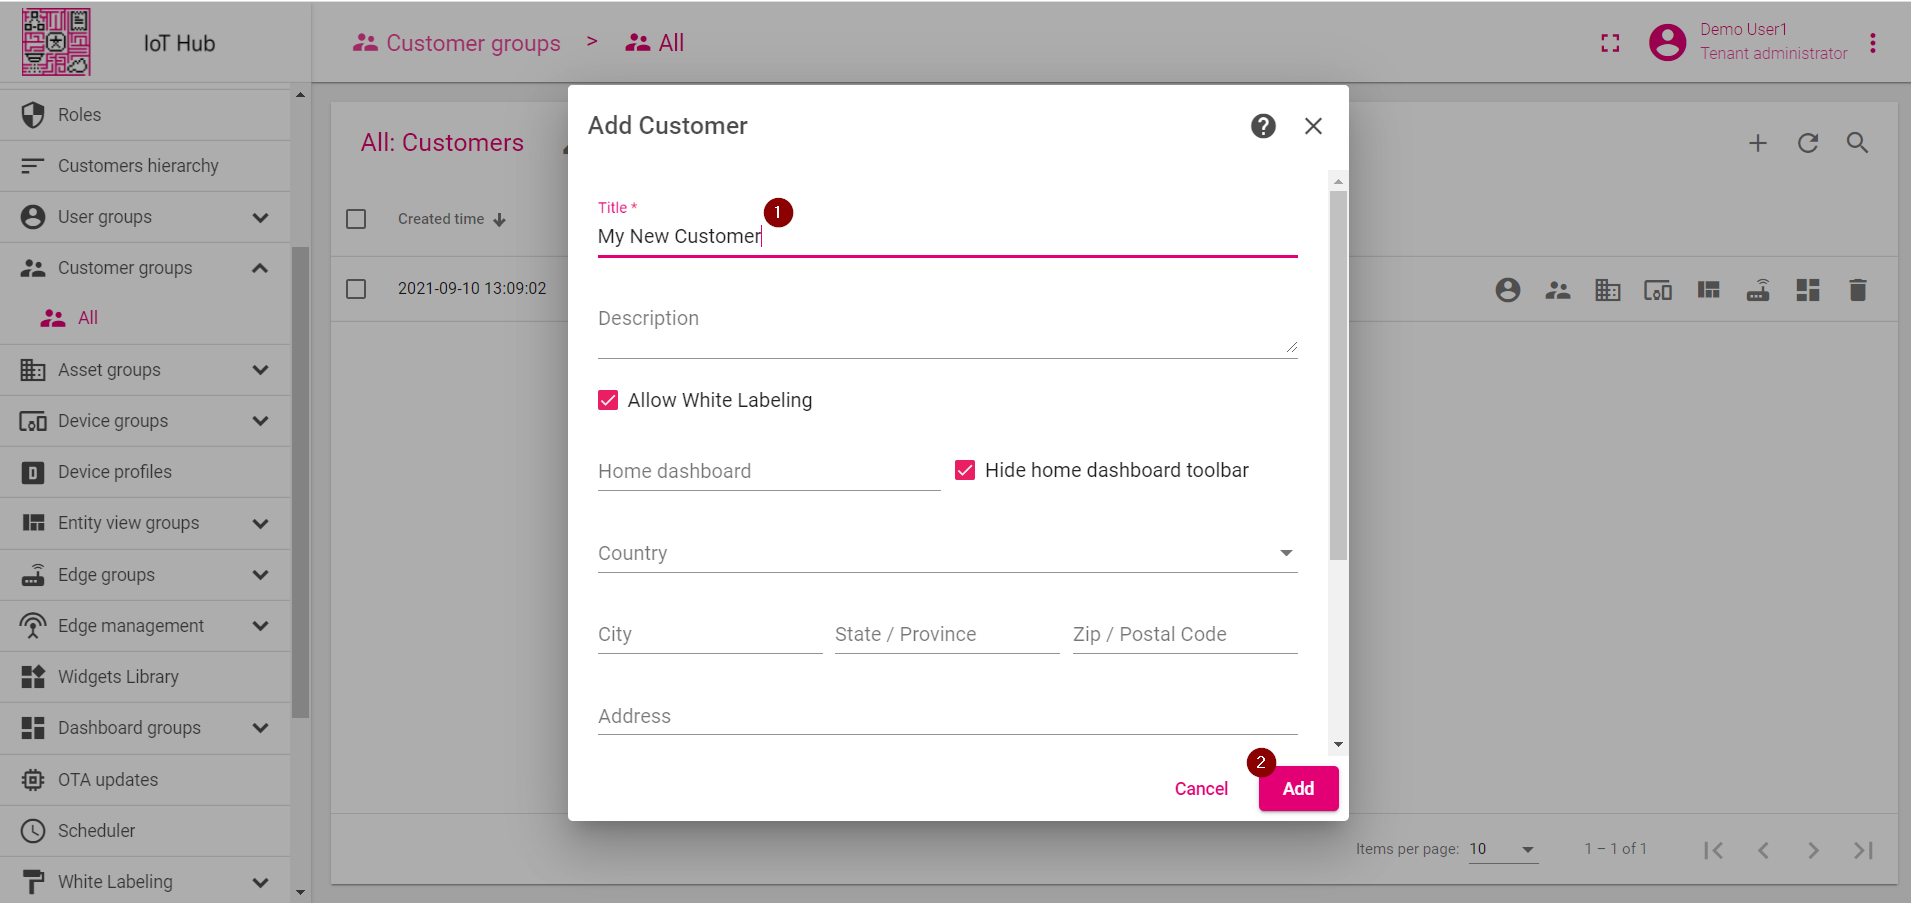 IoT Hub
Customer groups > All
Demo User1
Tenant administrator
Roles
Customers hierarchy
User groups
Customer groups
All
Asset groups
Device groups
Device profiles
Entity view groups
Edge groups
Edge management
Widgets Library
Dashboard groups
OTA updates
Scheduler
White Labeling
All: Customers
Created time
2021-09-10 13:09:02
Add Customer
Title *
1
My New Customer
Description
Allow White Labeling
Home dashboard
Hide home dashboard toolbar
Country
City
State / Province
Zip / Postal Code
Address
2
Cancel
Add
Items per page: 10
1 – 1 of 1